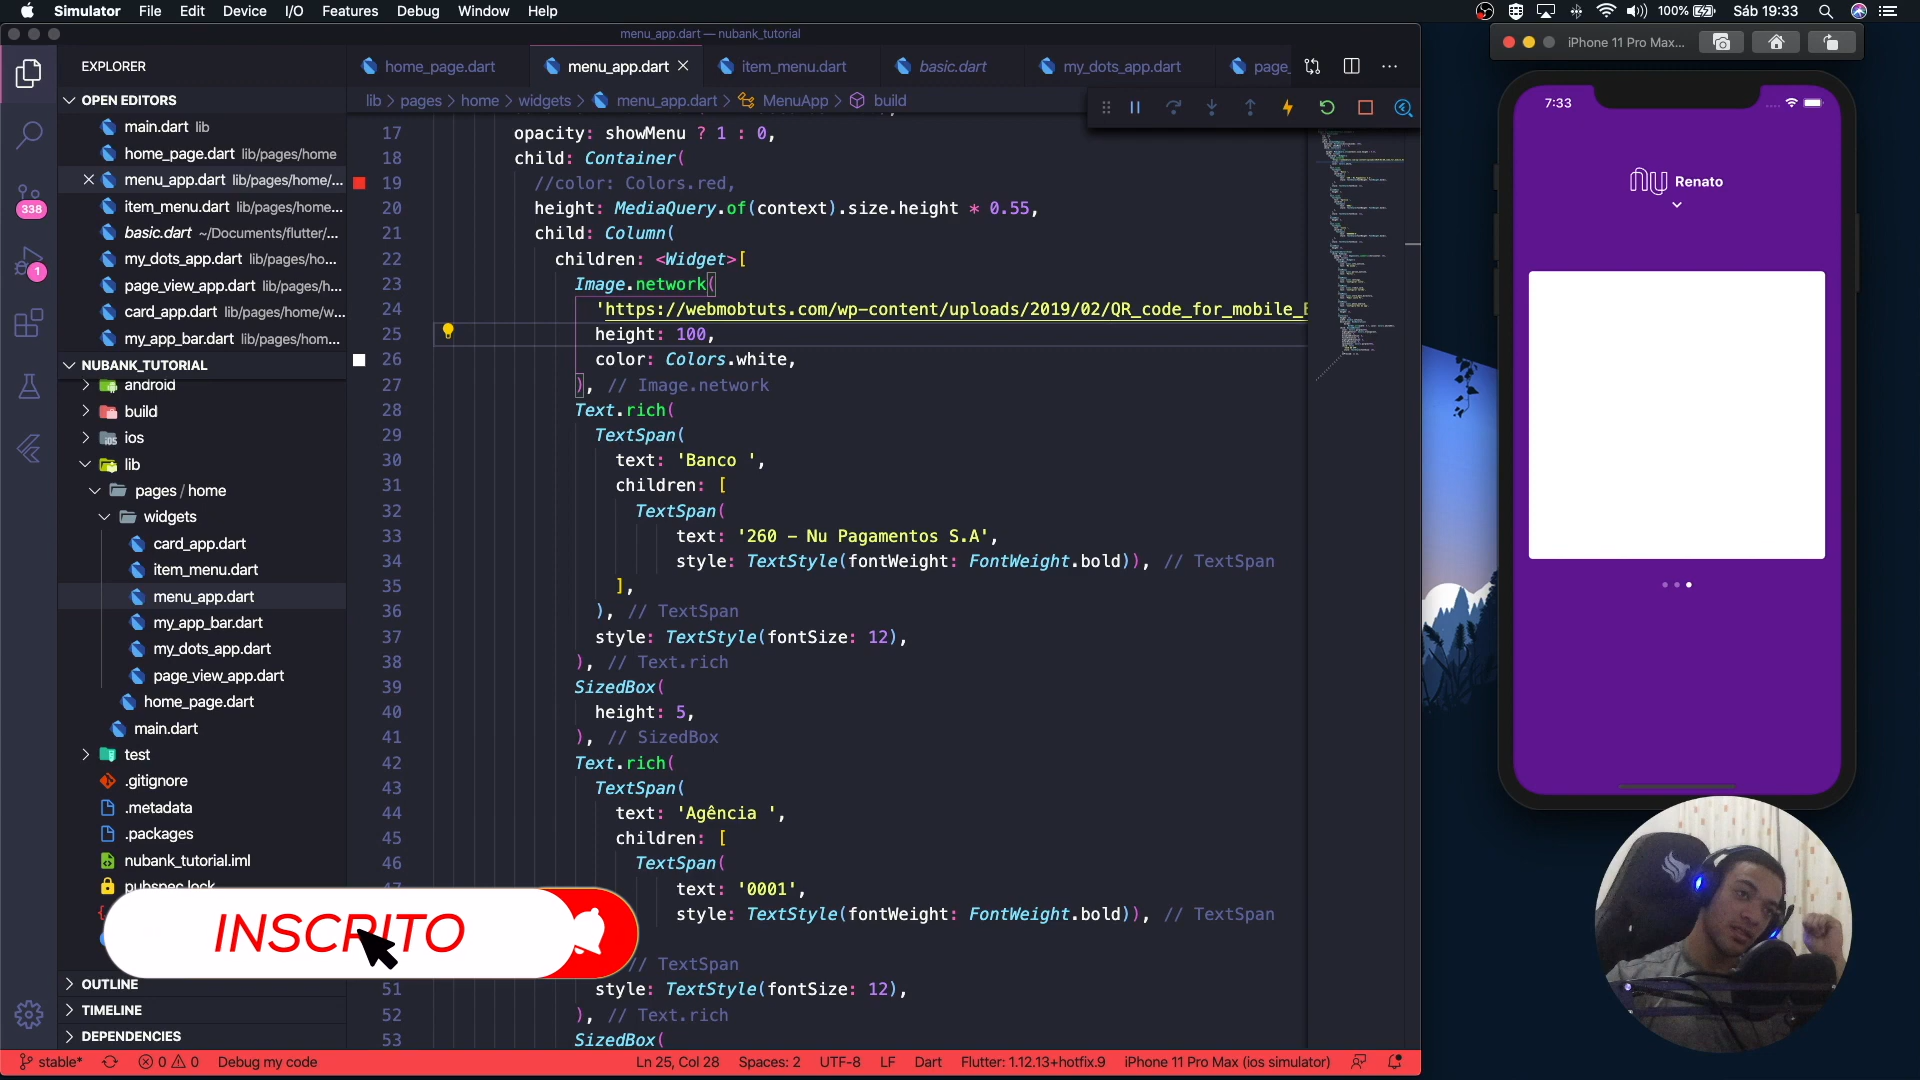 Simulator File Edit Device I/O Features Debug Window Help
100% Sáb 19:33
menu_app.dart — nubank_tutorial
EXPLORER
home_page.dart
menu_app.dart
item_menu.dart
basic.dart
my_dots_app.dart
page_
lib > pages > home > widgets > menu_app.dart > MenuApp > build
OPEN EDITORS
main.dart lib
home_page.dart lib/pages/home
menu_app.dart lib/pages/home/...
item_menu.dart lib/pages/home...
basic.dart ~/Documents/flutter/...
my_dots_app.dart lib/pages/ho...
page_view_app.dart lib/pages/h...
card_app.dart lib/pages/home/w...
my_app_bar.dart lib/pages/hom...
NUBANK_TUTORIAL
android
build
ios
lib
pages / home
widgets
card_app.dart
item_menu.dart
menu_app.dart
my_app_bar.dart
my_dots_app.dart
page_view_app.dart
home_page.dart
main.dart
test
.gitignore
.metadata
.packages
nubank_tutorial.iml
pubspec.lock
OUTLINE
TIMELINE
DEPENDENCIES
338
1
17 opacity: showMenu ? 1 : 0,
18 child: Container(
19 //color: Colors.red,
20 height: MediaQuery.of(context).size.height * 0.55,
21 child: Column(
22 children: <Widget>[
23 Image.network(
24 'https://webmobtuts.com/wp-content/uploads/2019/02/QR_code_for_mobile_
25 height: 100,
26 color: Colors.white,
27 ), // Image.network
28 Text.rich(
29 TextSpan(
30 text: 'Banco ',
31 children: [
32 TextSpan(
33 text: '260 – Nu Pagamentos S.A',
34 style: TextStyle(fontWeight: FontWeight.bold)), // TextSpan
35 ],
36 ), // TextSpan
37 style: TextStyle(fontSize: 12),
38 ), // Text.rich
39 SizedBox(
40 height: 5,
41 ), // SizedBox
42 Text.rich(
43 TextSpan(
44 text: 'Agência ',
45 children: [
46 TextSpan(
text: '0001',
style: TextStyle(fontWeight: FontWeight.bold)), // TextSpan
// TextSpan
51 style: TextStyle(fontSize: 12),
52 ), // Text.rich
53 SizedBox(
INSCRITO
stable* 0 0 Debug my code
Ln 25, Col 28 Spaces: 2 UTF-8 LF Dart Flutter: 1.12.13+hotfix.9 iPhone 11 Pro Max (ios simulator)
iPhone 11 Pro Max...
7:33
nu Renato